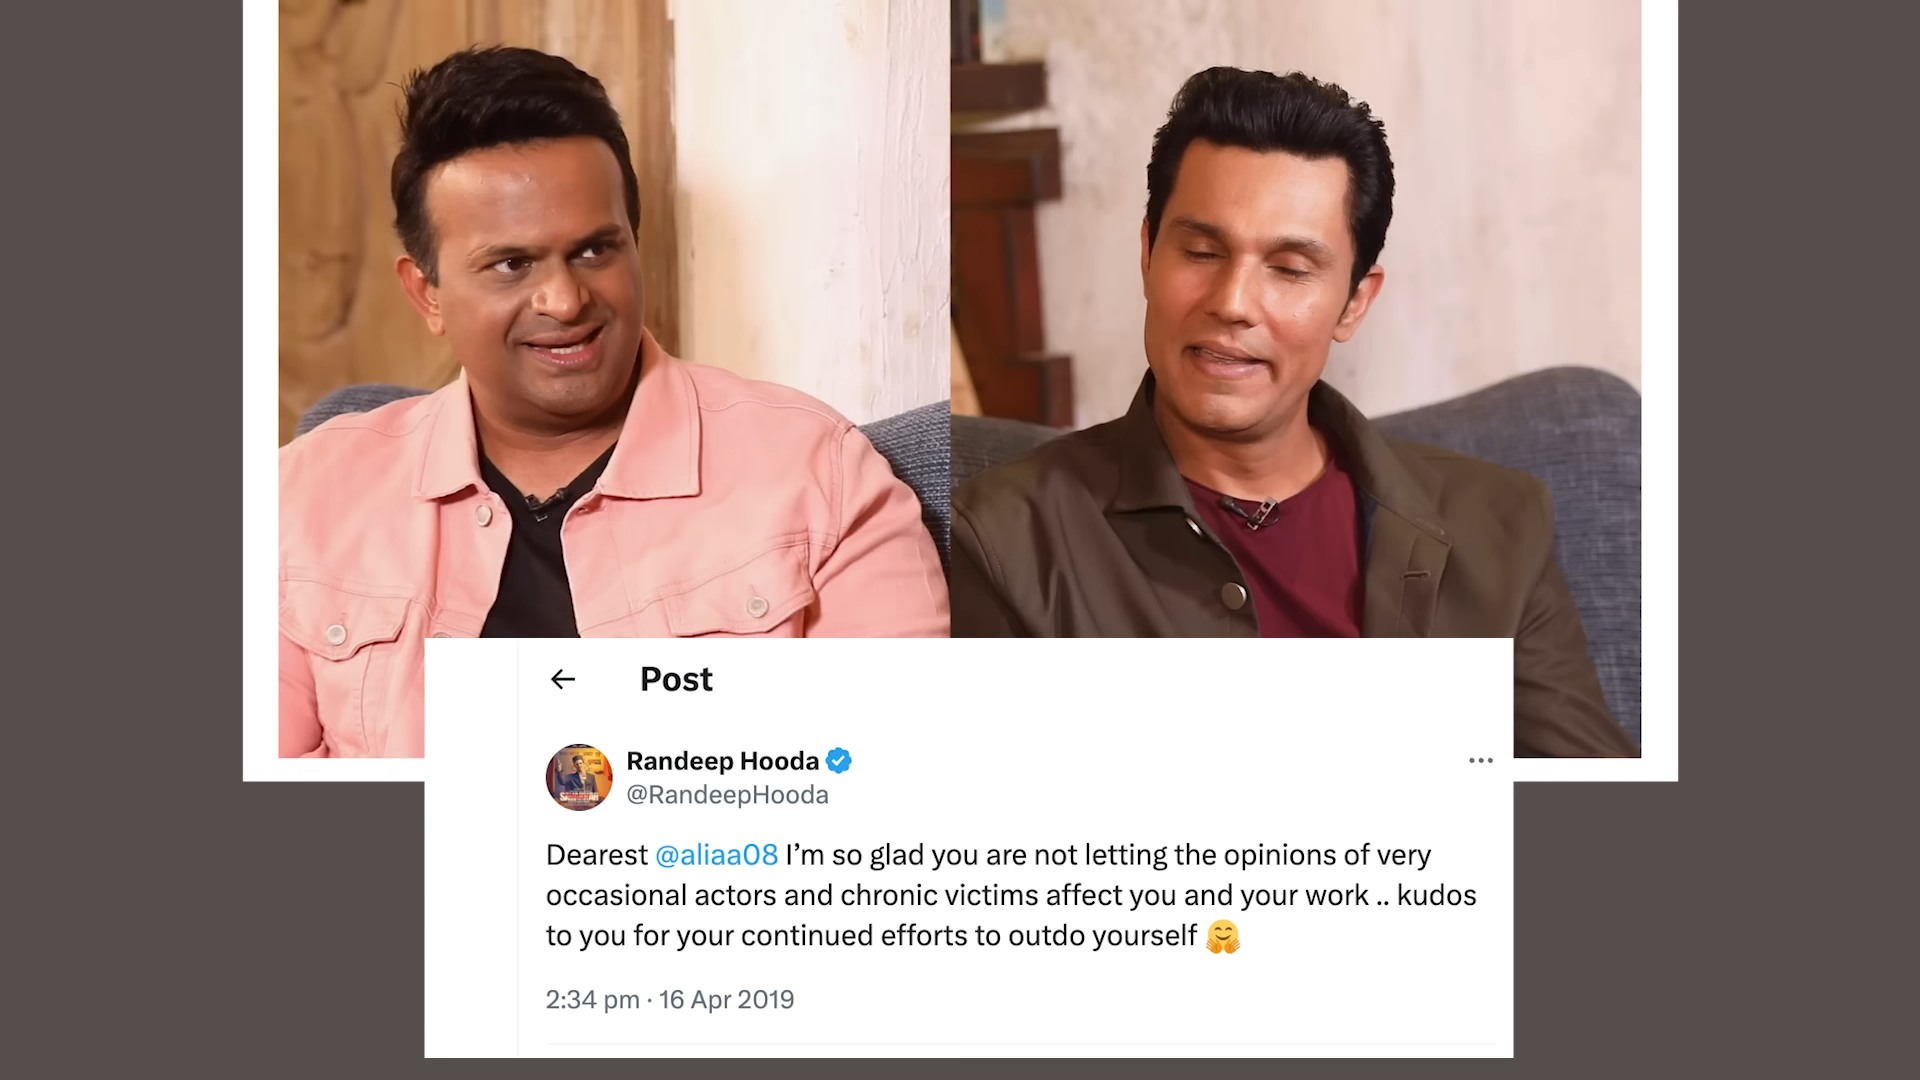 Post
Randeep Hooda
@RandeepHooda
Dearest @aliaa08 I’m so glad you are not letting the opinions of very
occasional actors and chronic victims affect you and your work .. kudos
to you for your continued efforts to outdo yourself 🤗
2:34 pm · 16 Apr 2019